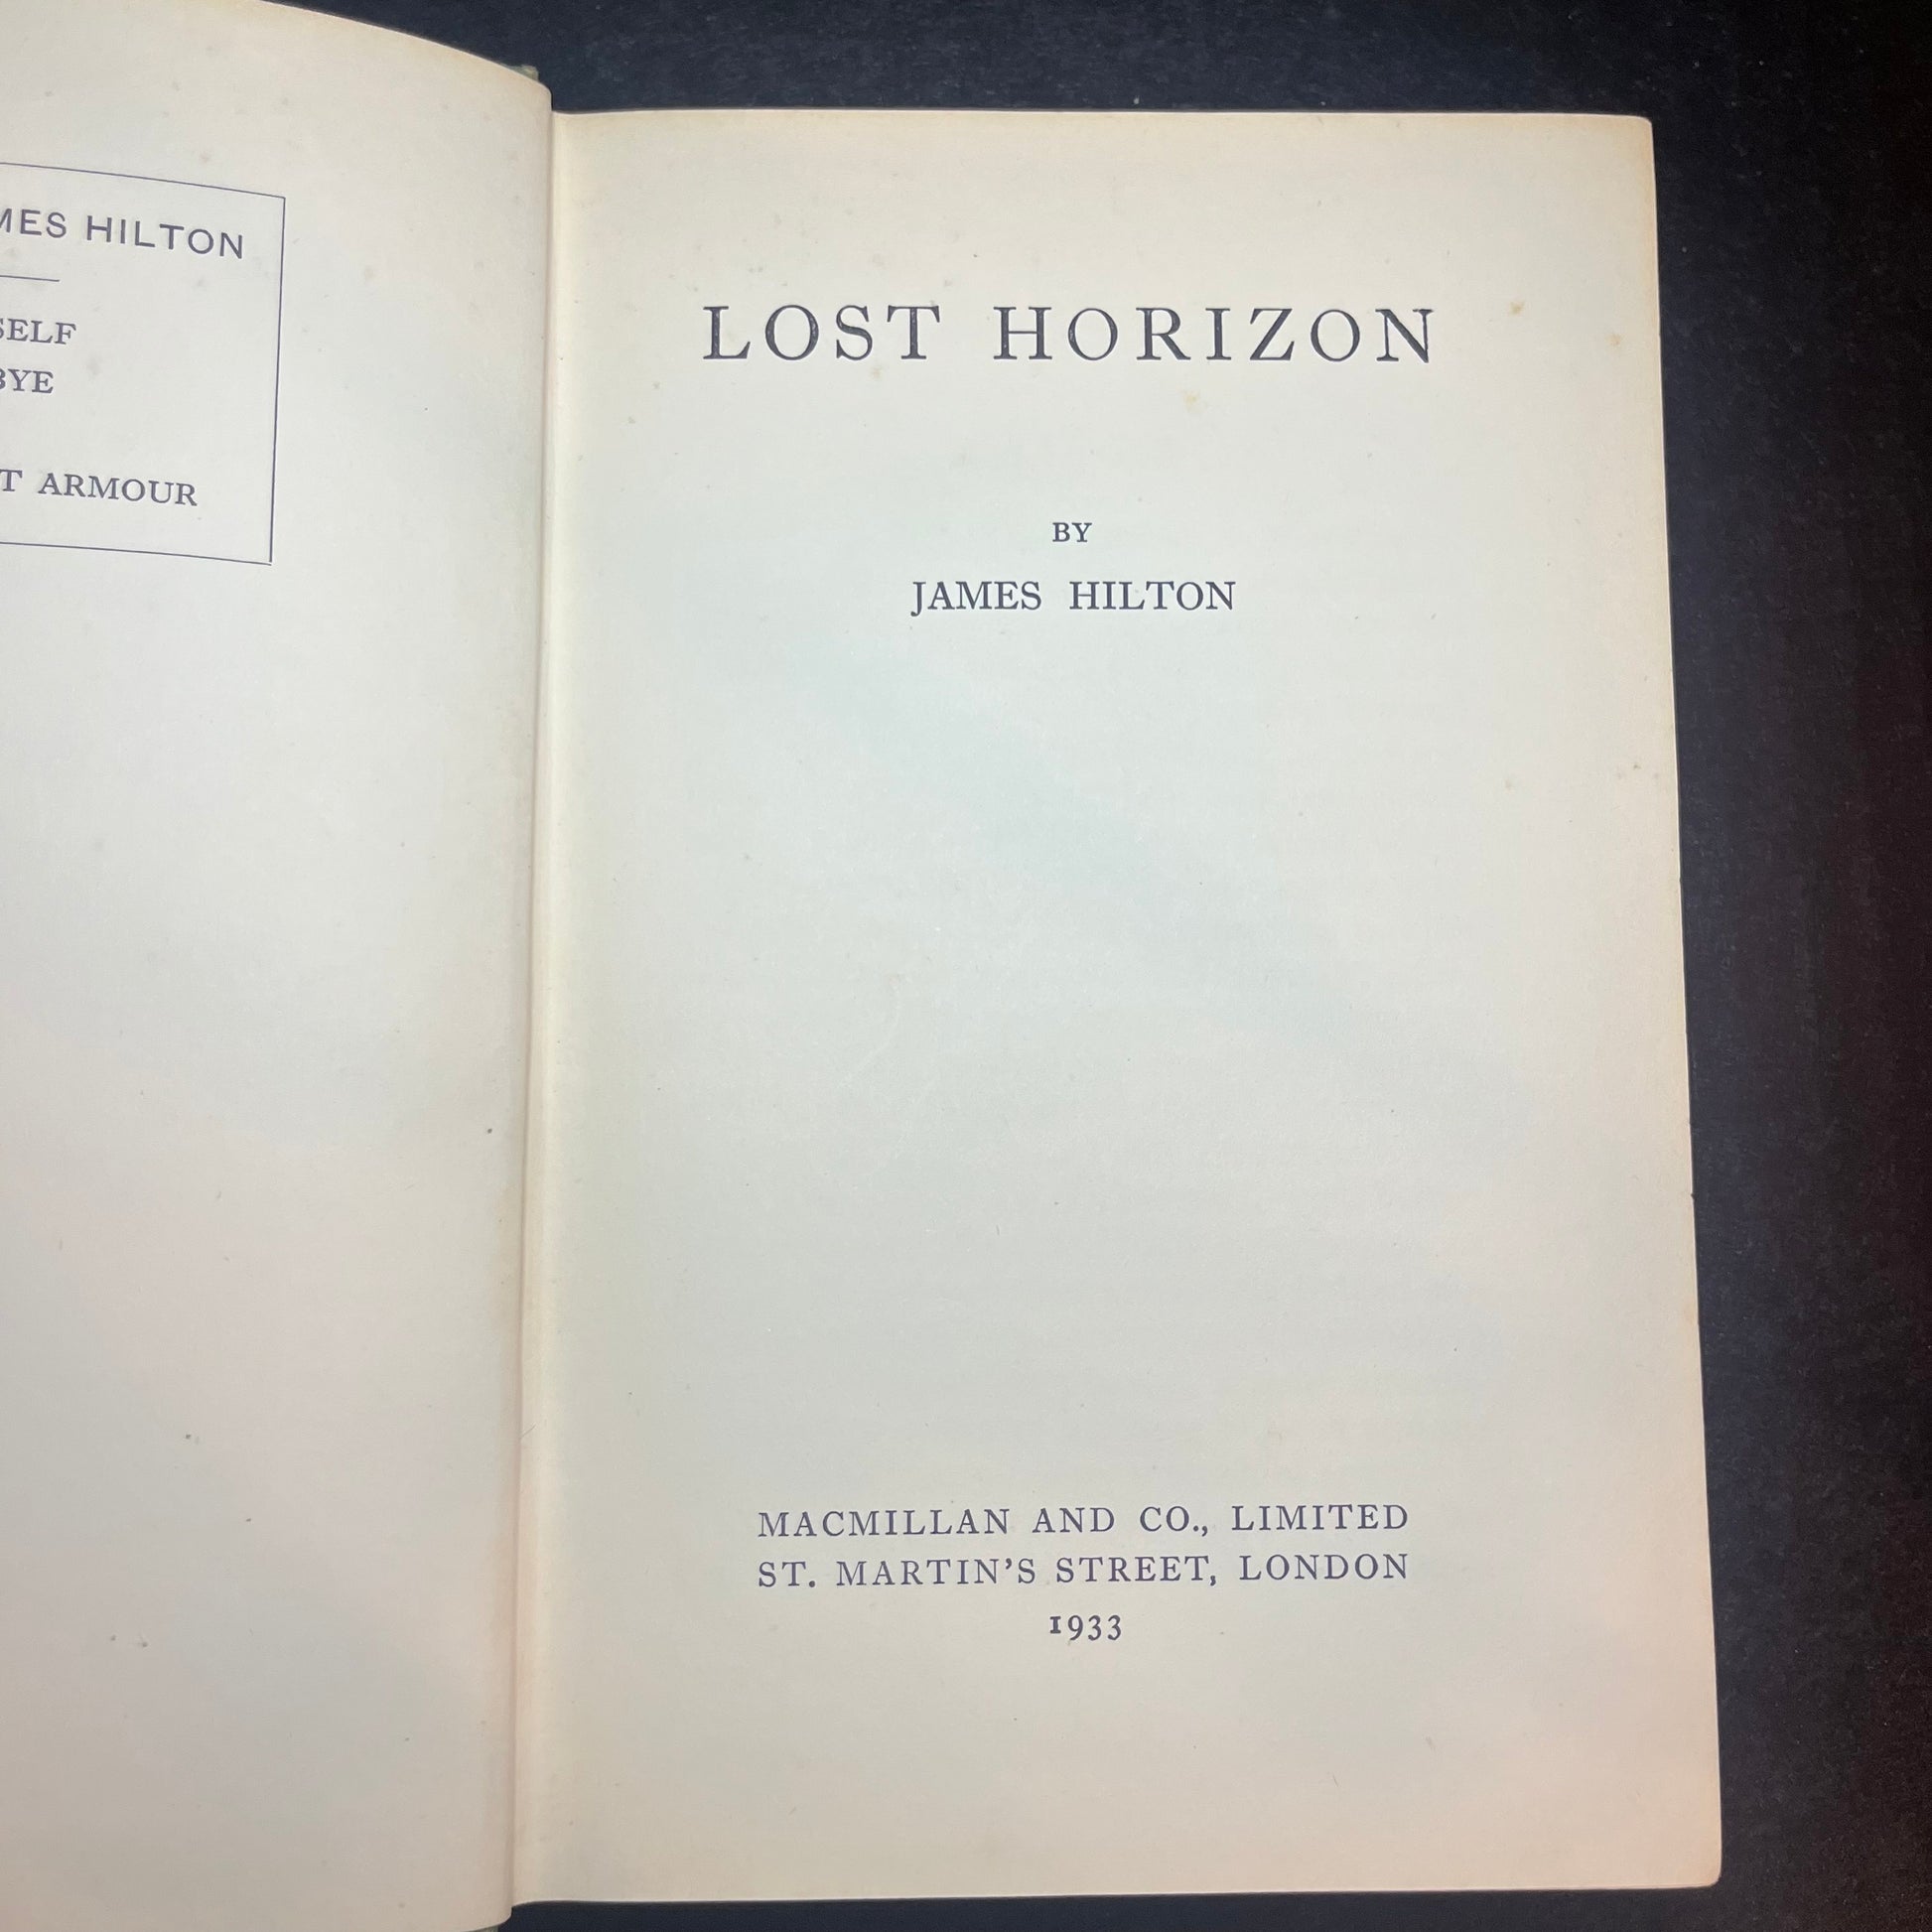 MES HILTON
SELF
BYE
T ARMOUR
LOST HORIZON
BY
JAMES HILTON
MACMILLAN AND CO., LIMITED
ST. MARTIN'S STREET, LONDON
1933